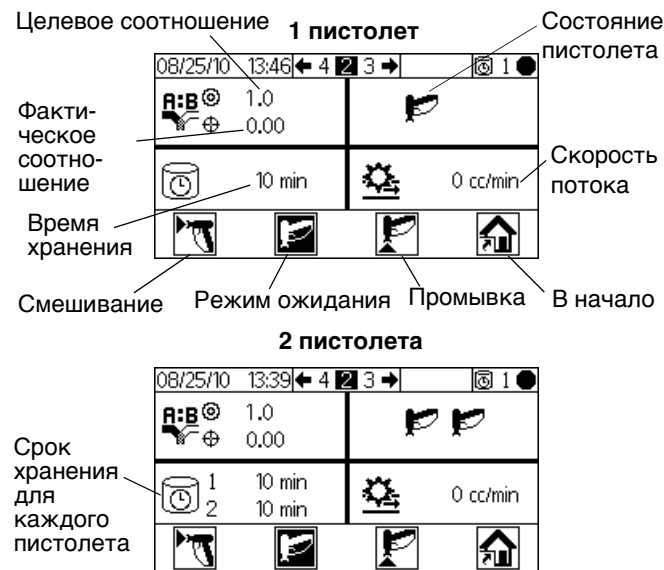 Целевое соотношение
1 пистолет
Состояние
пистолета
08/25/10 13:46 4 2 3 1
A:B 1.0
0.00
Факти-
ческое
соотно-
шение
10 min
0 cc/min
Скорость
потока
Время
хранения
Смешивание
Режим ожидания
Промывка
В начало
2 пистолета
08/25/10 13:39 4 2 3 1
A:B 1.0
0.00
Срок
хранения
для
каждого
пистолета
1 10 min
2 10 min
0 cc/min